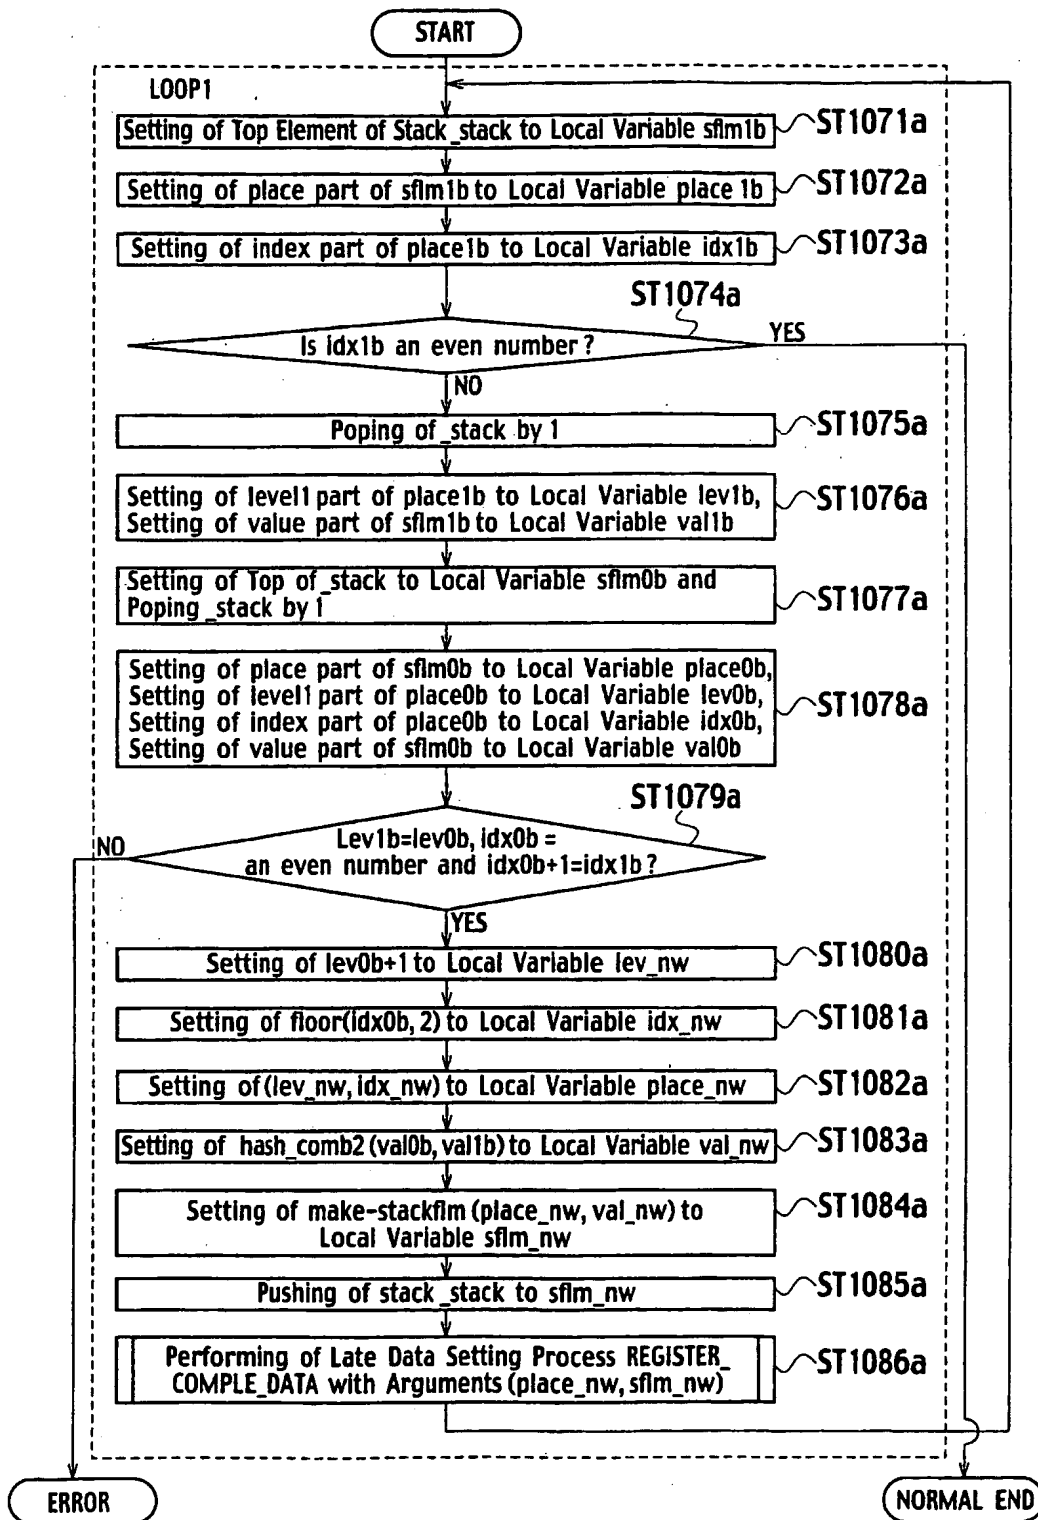 START
LOOP1
Setting of Top Element of Stack_stack to Local Variable sflm1b
ST1071a
Setting of place part of sflm1b to Local Variable place 1b
ST1072a
Setting of index part of place1b to Local Variable idx1b
ST1073a
ST1074a
Is idx1b an even number ?
YES
NO
Poping of_stack by 1
ST1075a
Setting of level1 part of place1b to Local Variable lev1b,
Setting of value part of sflm1b to Local Variable val1b
ST1076a
Setting of Top of_stack to Local Variable sflm0b and
Poping_stack by 1
ST1077a
Setting of place part of sflm0b to Local Variable place0b,
Setting of level1 part of place0b to Local Variable lev0b,
Setting of index part of place0b to Local Variable idx0b,
Setting of value part of sflm0b to Local Variable val0b
ST1078a
ST1079a
NO
Lev1b=lev0b, idx0b =
an even number and idx0b+1=idx1b ?
YES
Setting of lev0b+1 to Local Variable lev_nw
ST1080a
Setting of floor(idx0b, 2) to Local Variable idx_nw
ST1081a
Setting of (lev_nw, idx_nw) to Local Variable place_nw
ST1082a
Setting of hash_comb2 (val0b, val1b) to Local Variable val_nw
ST1083a
Setting of make-stackflm (place_nw, val_nw) to
Local Variable sflm_nw
ST1084a
Pushing of stack_stack to sflm_nw
ST1085a
Performing of Late Data Setting Process REGISTER_
COMPLE_DATA with Arguments (place_nw, sflm_nw)
ST1086a
ERROR
NORMAL END